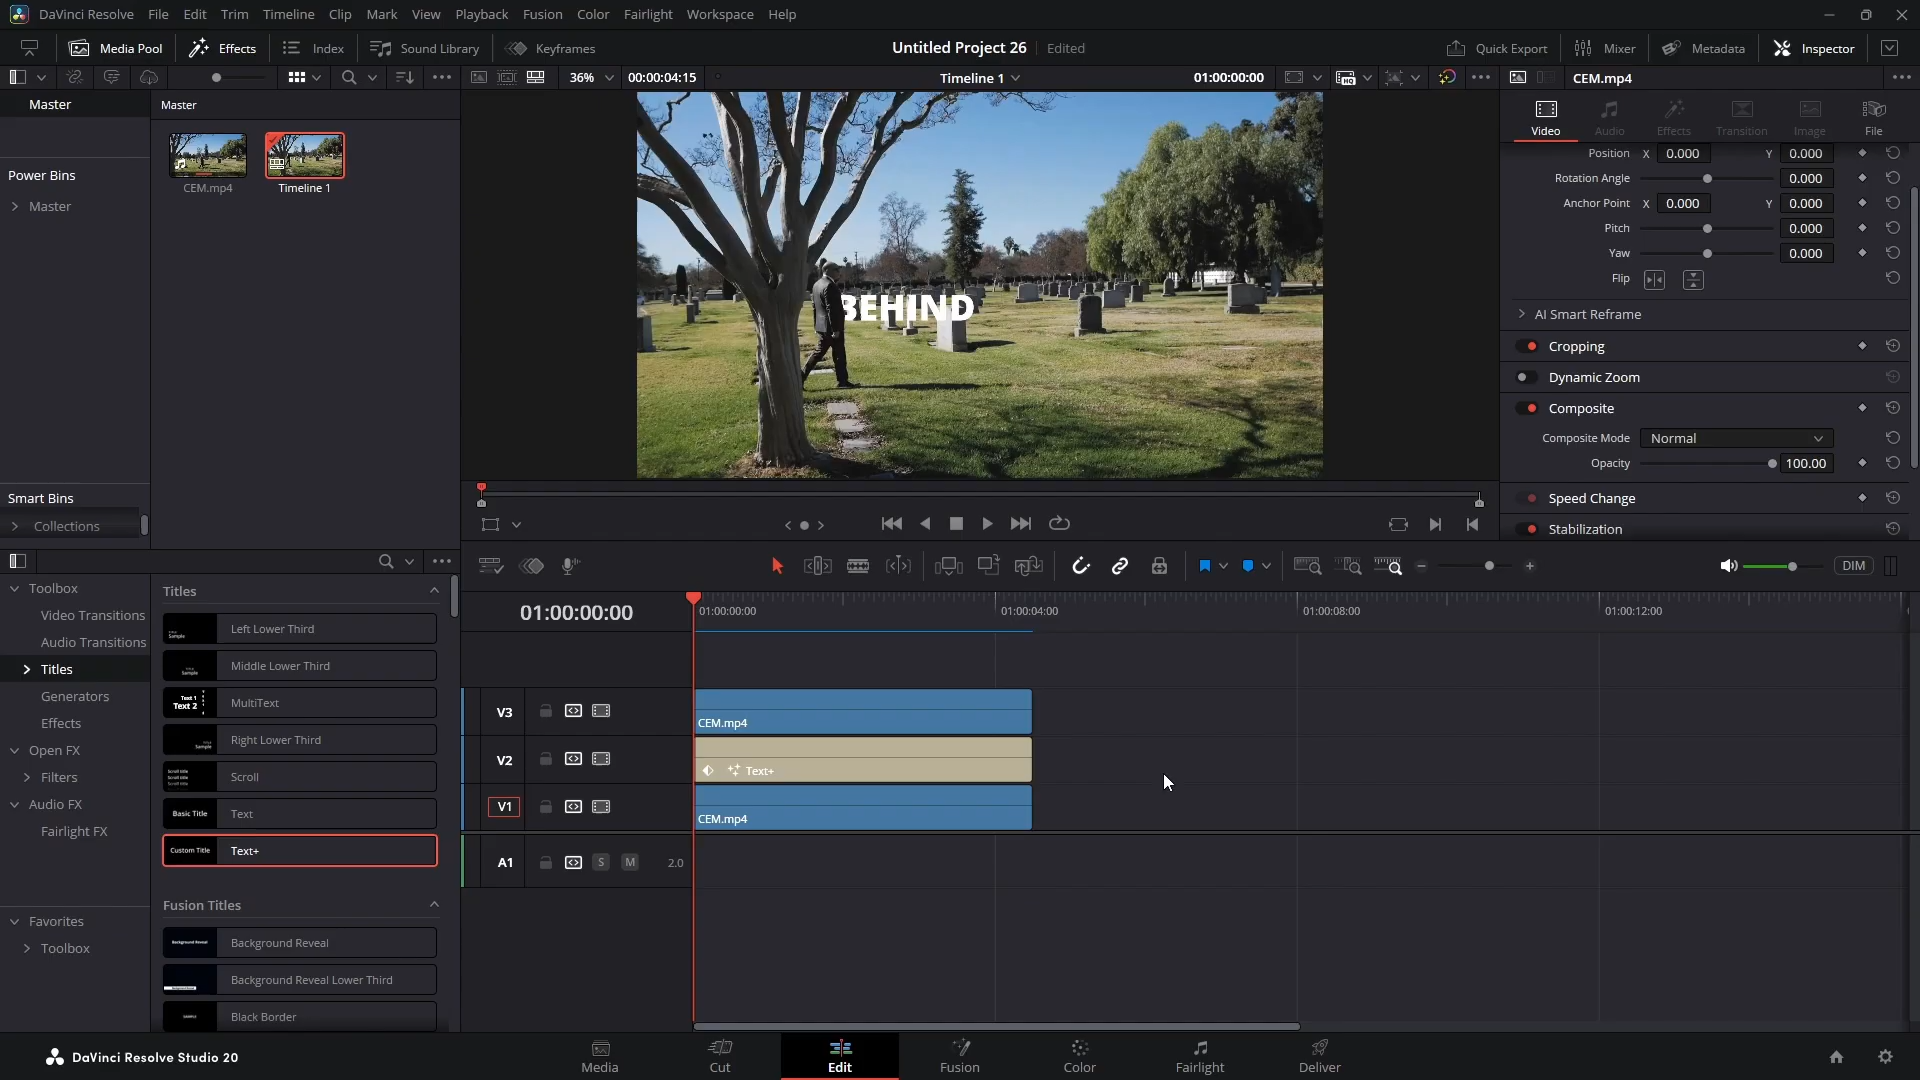 DaVinci Resolve File Edit Trim Timeline Clip Mark View Playback Fusion Color Fairlight Workspace Help
Media Pool Effects Index Sound Library Keyframes Untitled Project 26 Edited Quick Export Mixer Metadata Inspector
36% 00:00:04:15 Timeline 1 01:00:00:00 CEM.mp4
Master
Master
CEM.mp4
Timeline 1
Power Bins
Master
Smart Bins
Collections
BEHIND
Video Audio Effects Transition Image File
Position X 0.000 Y 0.000
Rotation Angle 0.000
Anchor Point X 0.000 Y 0.000
Pitch 0.000
Yaw 0.000
Flip
AI Smart Reframe
Cropping
Dynamic Zoom
Composite
Composite Mode Normal
Opacity 100.00
Speed Change
Stabilization
DIM
Toolbox
Video Transitions
Audio Transitions
Titles
Generators
Effects
Open FX
Filters
Audio FX
Fairlight FX
Favorites
Toolbox
Titles
Left Lower Third
Middle Lower Third
Text 1
Text 2
MultiText
Right Lower Third
Scroll
Basic Title Text
Custom Title Text+
Fusion Titles
Background Reveal Background Reveal
Background Reveal Lower Third
Black Border
01:00:00:00
01:00:00:00 01:00:04:00 01:00:08:00 01:00:12:00
V3 CEM.mp4
V2 Text+
V1 CEM.mp4
A1 S M 2.0
DaVinci Resolve Studio 20
Media Cut Edit Fusion Color Fairlight Deliver